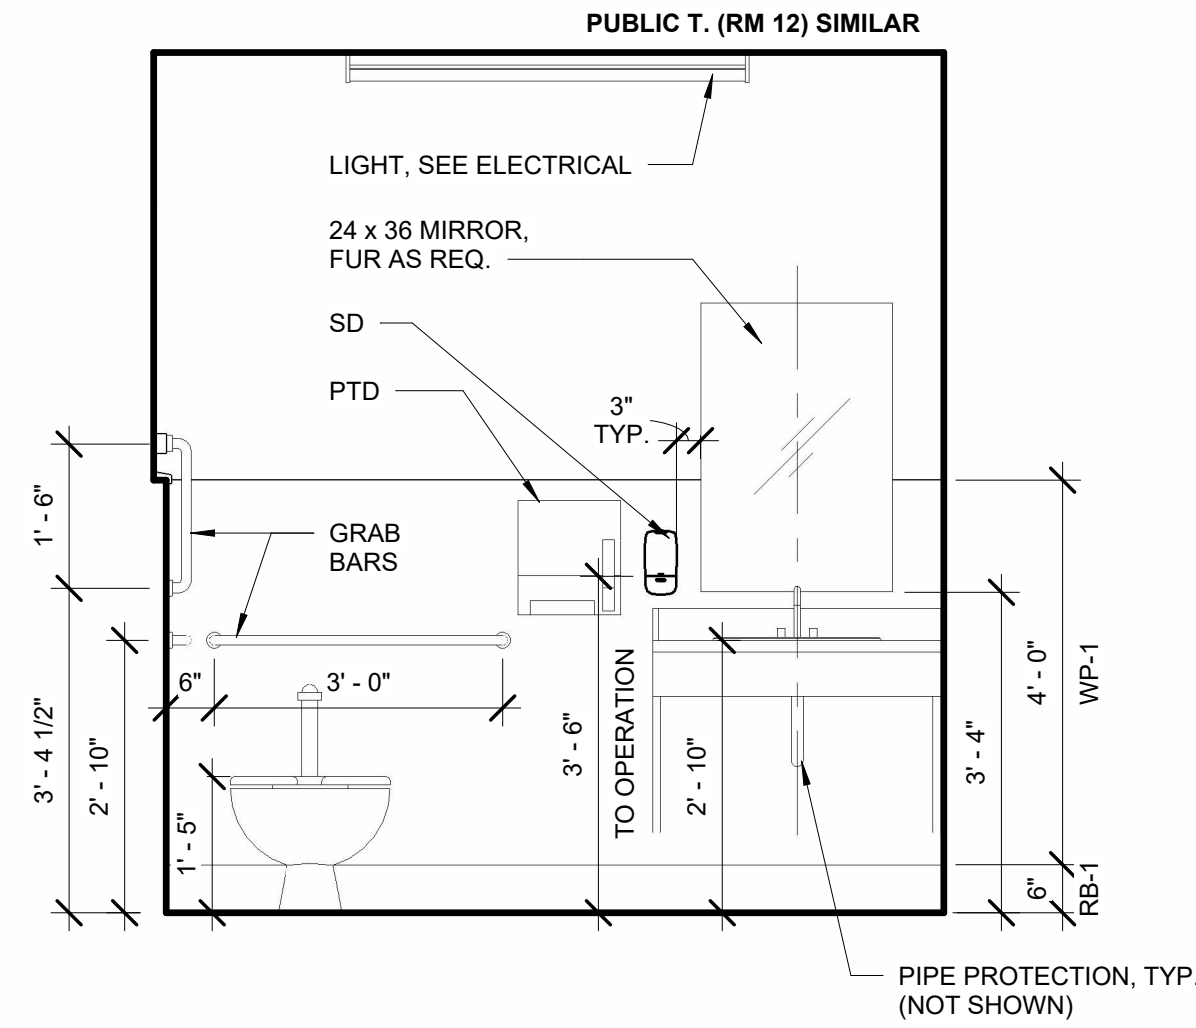 PUBLIC T. (RM 12) SIMILAR
LIGHT, SEE ELECTRICAL
24 x 36 MIRROR,
FUR AS REQ.
SD
PTD
3"
TYP.
1' - 6"
GRAB
BARS
6"
3' - 0"
3' - 4 1/2"
2' - 10"
1' - 5"
3' - 6"
TO OPERATION
2' - 10"
3' - 4"
4' - 0"
WP-1
6"
RB-1
PIPE PROTECTION, TYP.
(NOT SHOWN)